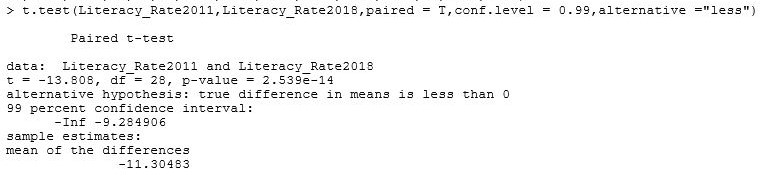 > t.test(Literacy_Rate2011,Literacy_Rate2018,paired = T,conf.level = 0.99,alternative ="less")
Paired t-test
data:  Literacy_Rate2011 and Literacy_Rate2018
t = -13.808, df = 28, p-value = 2.539e-14
alternative hypothesis: true difference in means is less than 0
99 percent confidence interval:
-Inf -9.284906
sample estimates:
mean of the differences
-11.30483